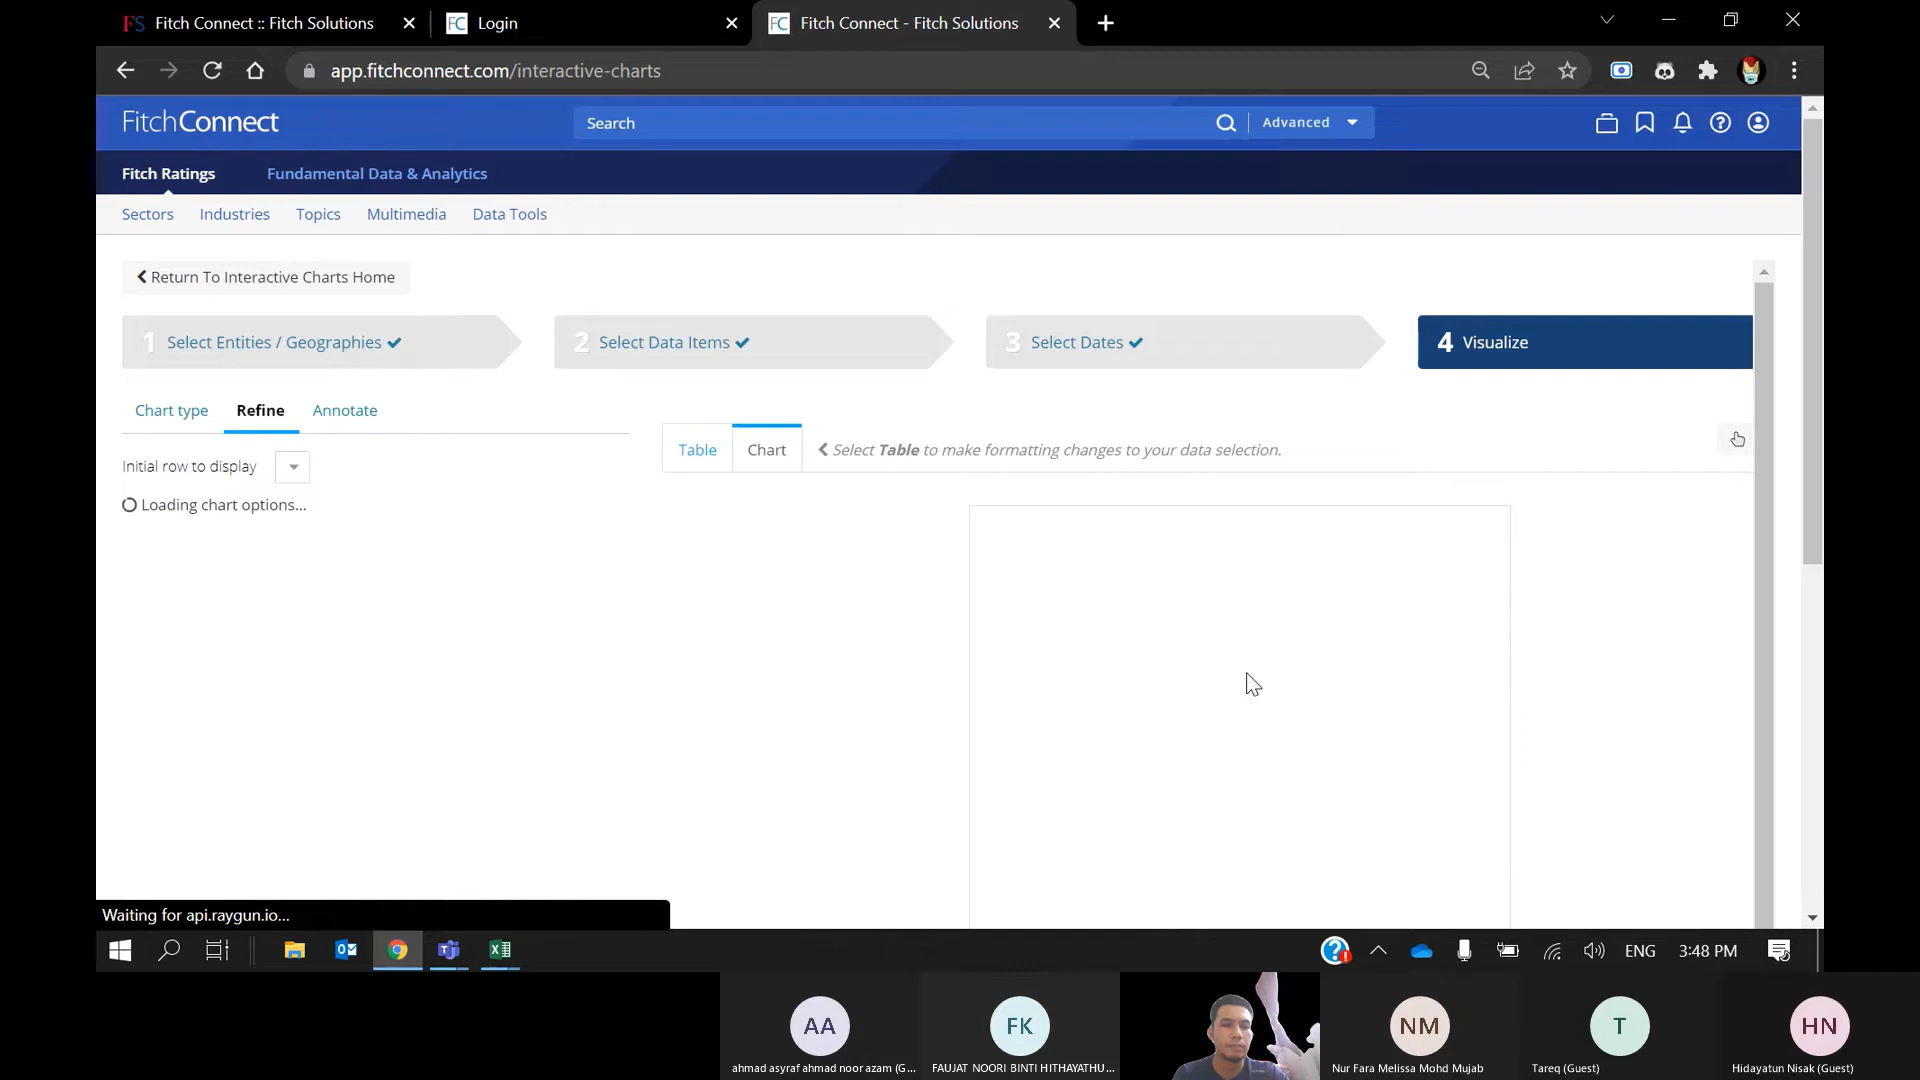 FS Fitch Connect :: Fitch Solutions
FC Login
FC Fitch Connect - Fitch Solutions
app.fitchconnect.com/interactive-charts
FitchConnect
Search
Advanced
Fitch Ratings
Fundamental Data & Analytics
Sectors
Industries
Topics
Multimedia
Data Tools
Return To Interactive Charts Home
1 Select Entities / Geographies
2 Select Data Items
3 Select Dates
4 Visualize
Chart type
Refine
Annotate
Table
Chart
Select Table to make formatting changes to your data selection.
Initial row to display
Loading chart options...
Waiting for api.raygun.io...
ENG
3:48 PM
AA
FK
NM
T
HN
ahmad asyraf ahmad noor azam (G...
FAUJAT NOORI BINTI HITHAYATHU...
Nur Fara Melissa Mohd Mujab
Tareq (Guest)
Hidayatun Nisak (Guest)